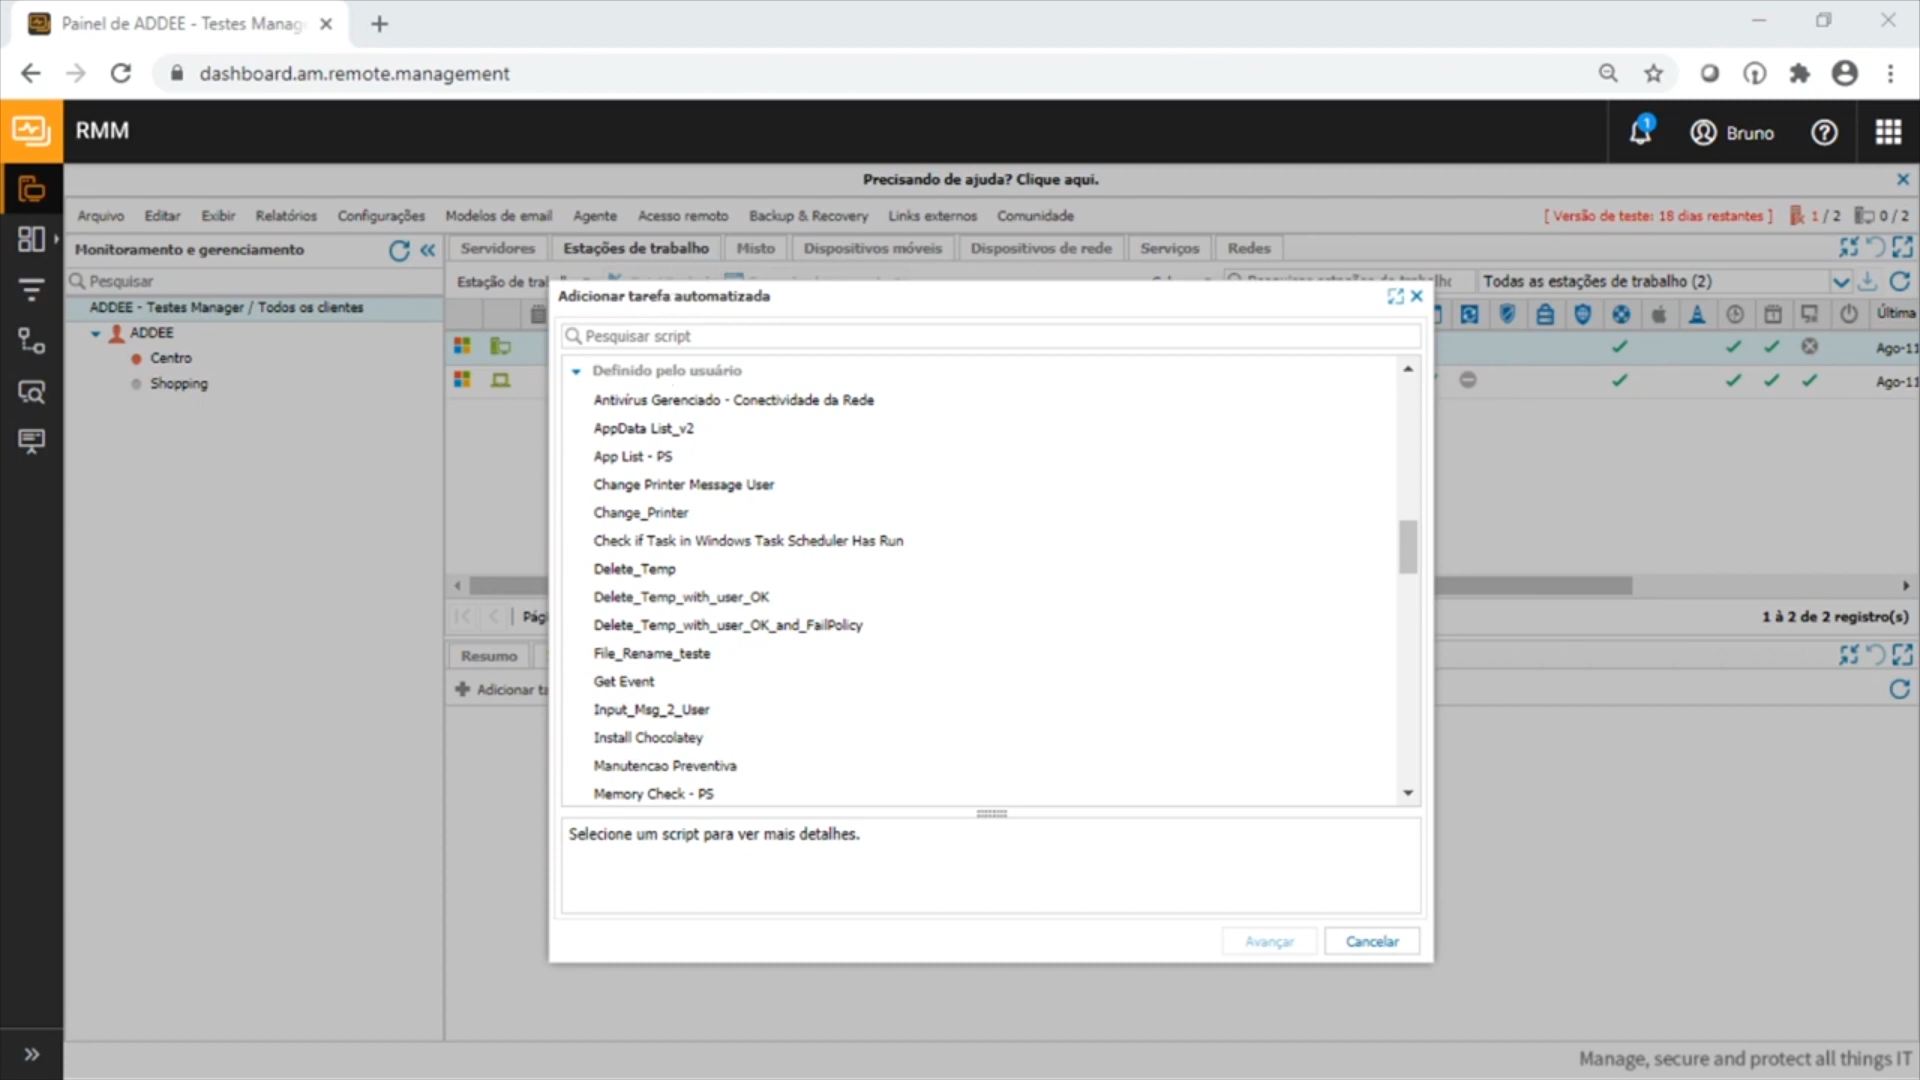 Painel de ADDEE - Testes Manag
dashboard.am.remote.management
RMM
1
Bruno
Precisando de ajuda? Clique aqui.
Arquivo Editar Exibir Relatórios Configurações Modelos de email Agente Acesso remoto Backup & Recovery Links externos Comunidade [ Versão de teste: 18 dias restantes ] 1 / 2 0 / 2
Monitoramento e gerenciamento
Servidores Estações de trabalho Misto Dispositivos móveis Dispositivos de rede Serviços Redes
Pesquisar
Estação de tra
Todas as estações de trabalho (2)
ADDEE - Testes Manager / Todos os clientes
Última
ADDEE
Centro
Shopping
Ago-11
Ago-11
Adicionar tarefa automatizada
Pesquisar script
Definido pelo usuário
Antivírus Gerenciado - Conectividade da Rede
AppData List_v2
App List - PS
Change Printer Message User
Change_Printer
Check if Task in Windows Task Scheduler Has Run
Delete_Temp
Delete_Temp_with_user_OK
Delete_Temp_with_user_OK_and_FailPolicy
File_Rename_teste
Get Event
Input_Msg_2_User
Install Chocolatey
Manutencao Preventiva
Memory Check - PS
Selecione um script para ver mais detalhes.
Avançar
Cancelar
Pági
1 à 2 de 2 registro(s)
Resumo
Adicionar ta
Manage, secure and protect all things IT